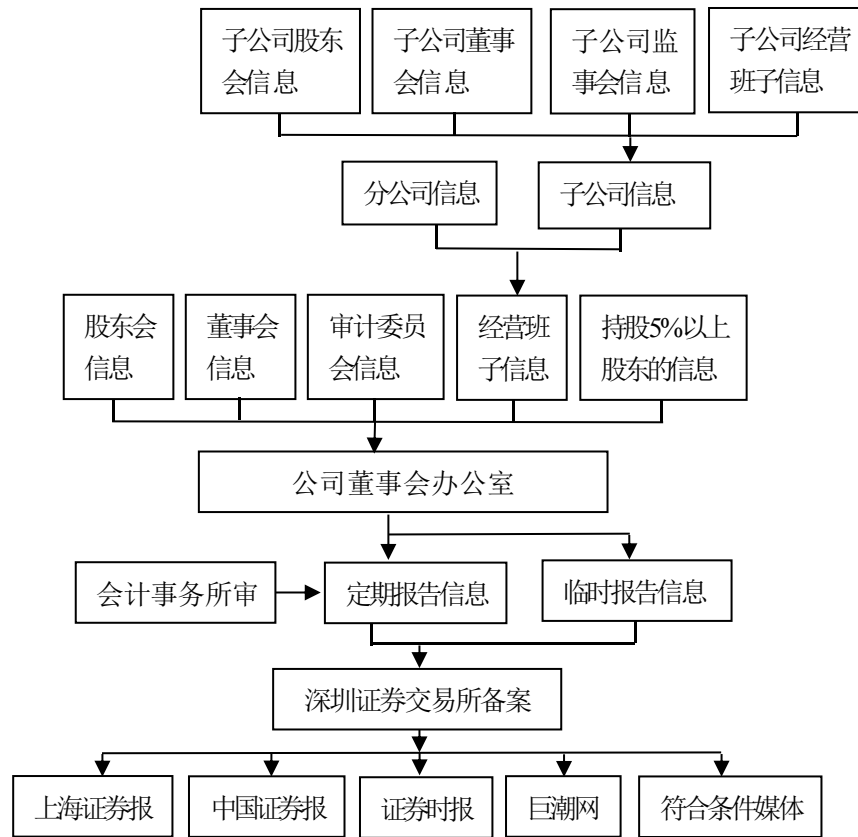 子公司股东
会信息
子公司董事
会信息
子公司监
事会信息
子公司经营
班子信息
分公司信息
子公司信息
股东会
信息
董事会
信息
审计委员
会信息
经营班
子信息
持股5%以上
股东的信息
公司董事会办公室
会计事务所审
定期报告信息
临时报告信息
深圳证券交易所备案
上海证券报
中国证券报
证券时报
巨潮网
符合条件媒体